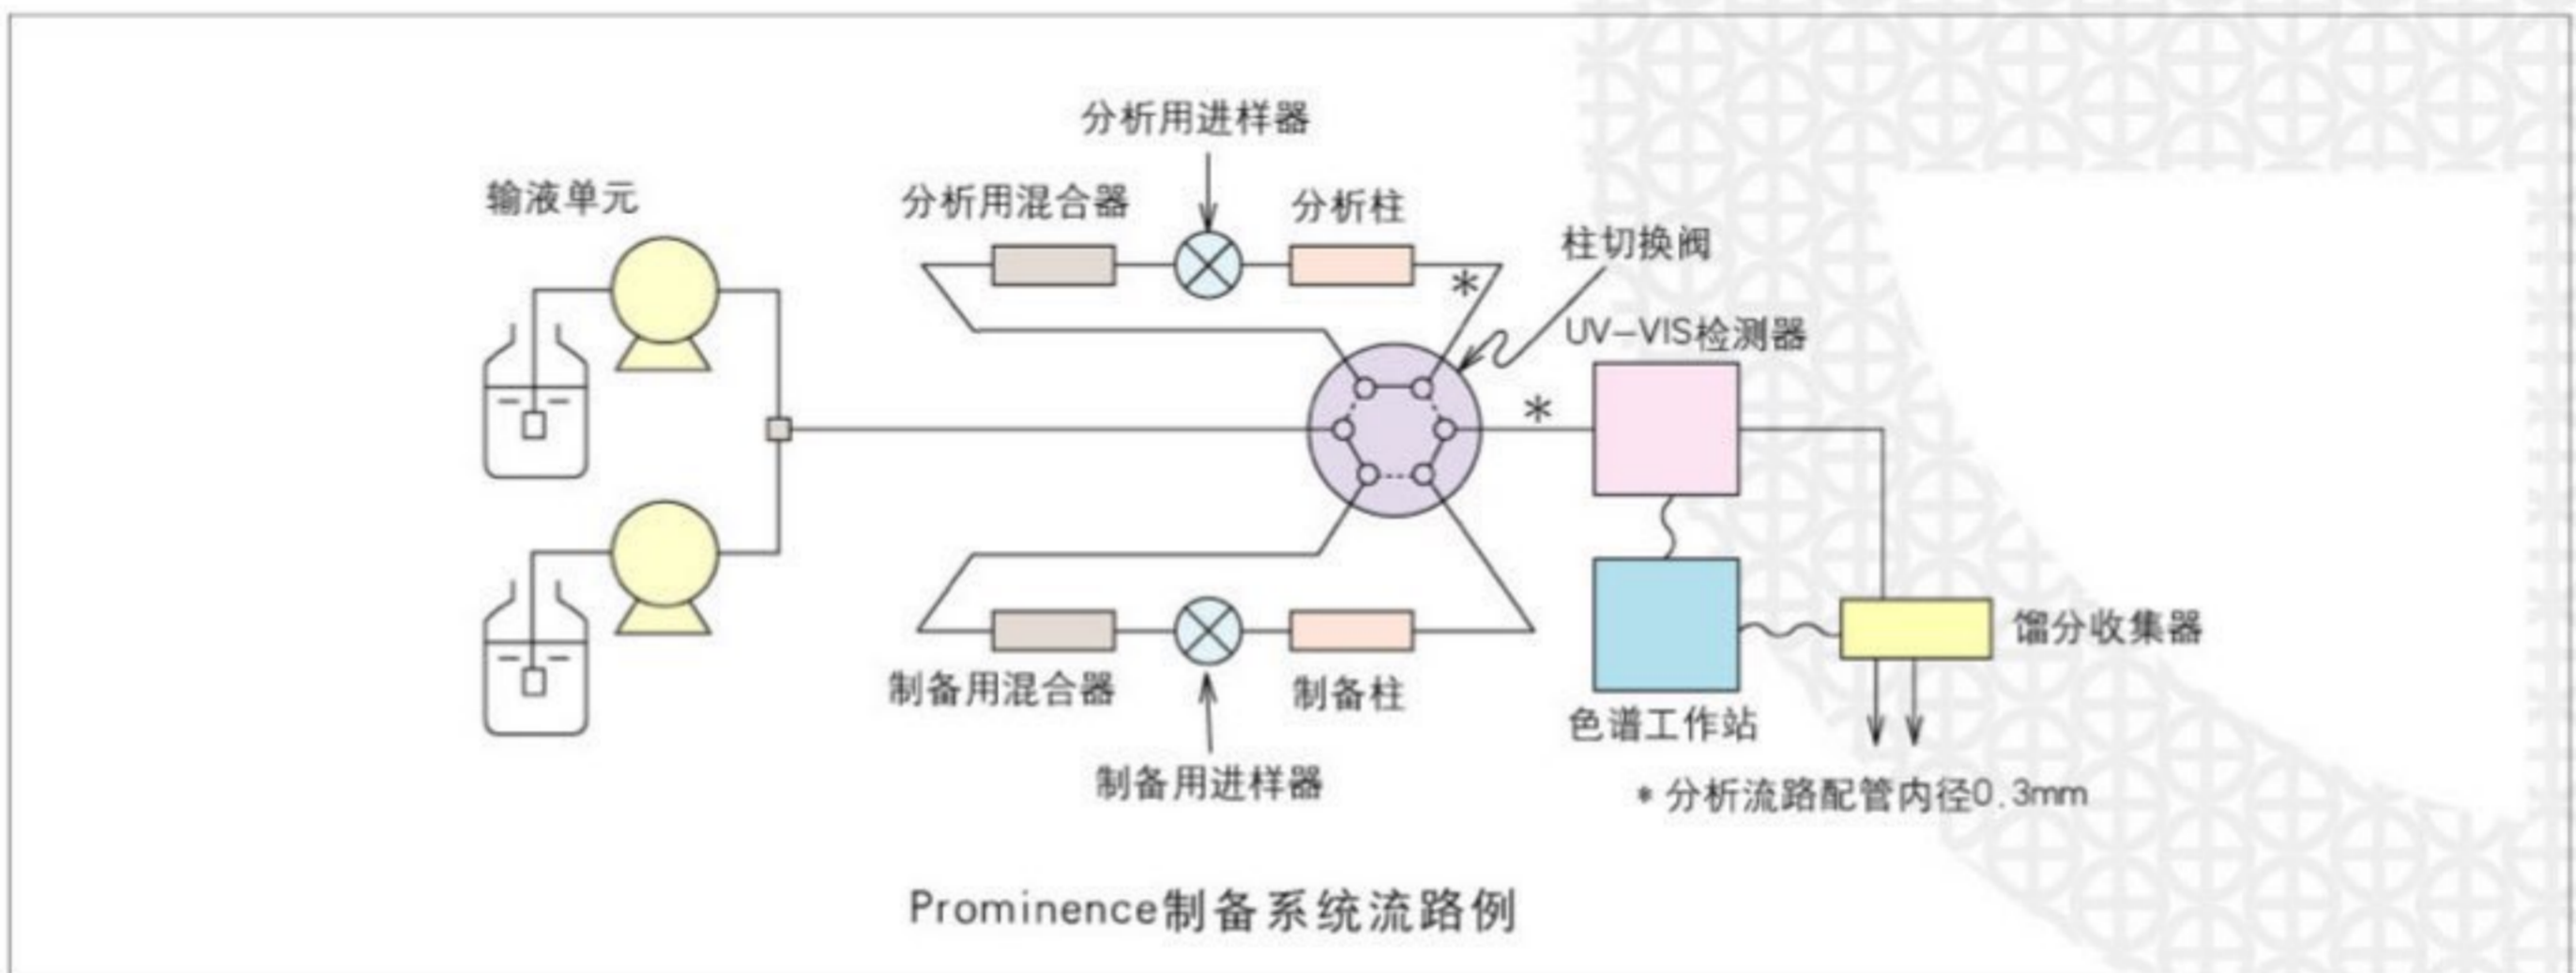 分析用进样器
输液单元
分析用混合器
分析柱
柱切换阀
*
UV-VIS检测器
*
馏分收集器
制备用混合器
制备柱
色谱工作站
制备用进样器
* 分析流路配管内径0.3mm
Prominence制备系统流路例